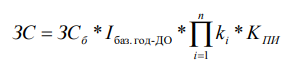 ЗС = ЗС_б * I_баз.год-ДО * ∏_{i=1}^{n} k_i * K_ПИ